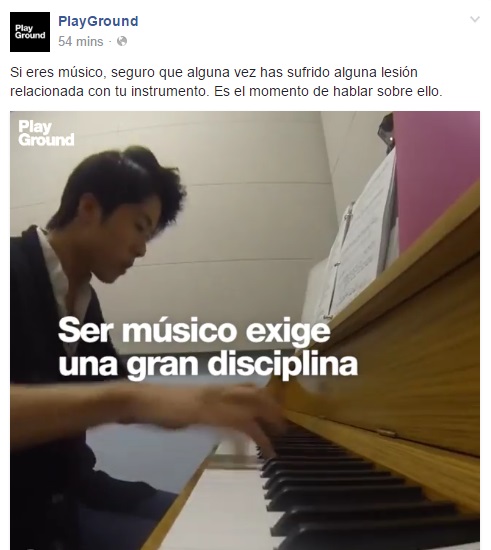 Play
Ground
PlayGround
54 mins ·
Si eres músico, seguro que alguna vez has sufrido alguna lesión
relacionada con tu instrumento. Es el momento de hablar sobre ello.
Play
Ground
Ser músico exige
una gran disciplina